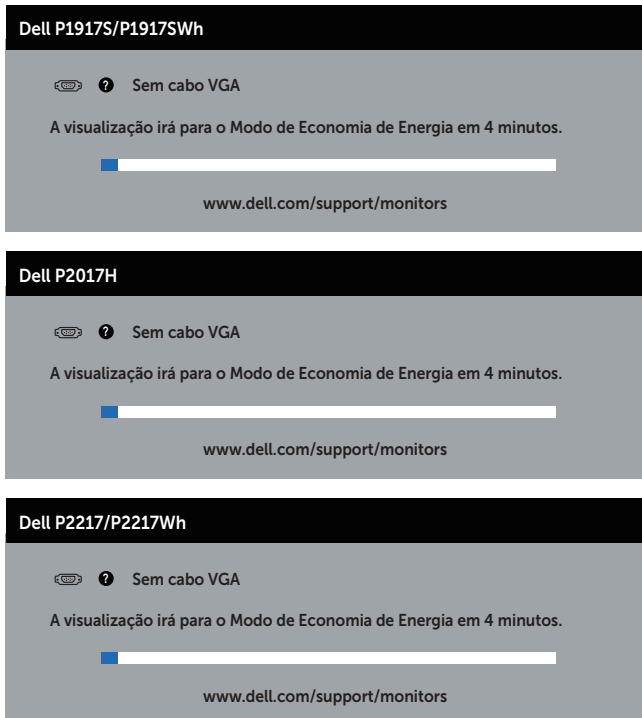 Dell P1917S/P1917SWh
? Sem cabo VGA
A visualização irá para o Modo de Economia de Energia em 4 minutos.
www.dell.com/support/monitors
Dell P2017H
? Sem cabo VGA
A visualização irá para o Modo de Economia de Energia em 4 minutos.
www.dell.com/support/monitors
Dell P2217/P2217Wh
? Sem cabo VGA
A visualização irá para o Modo de Economia de Energia em 4 minutos.
www.dell.com/support/monitors